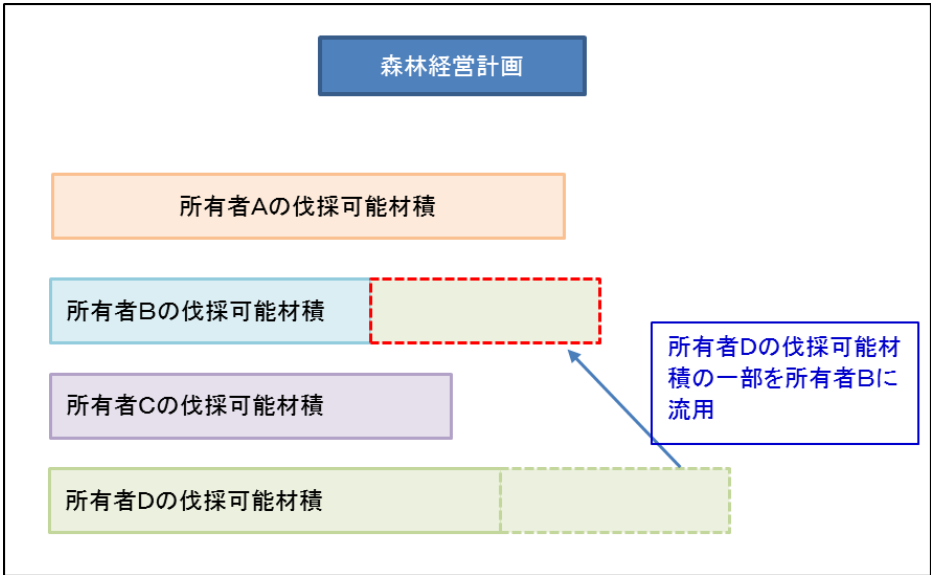 森林経営計画
所有者Aの伐採可能材積
所有者Bの伐採可能材積
所有者Dの伐採可能材
積の一部を所有者Bに
流用
所有者Cの伐採可能材積
所有者Dの伐採可能材積